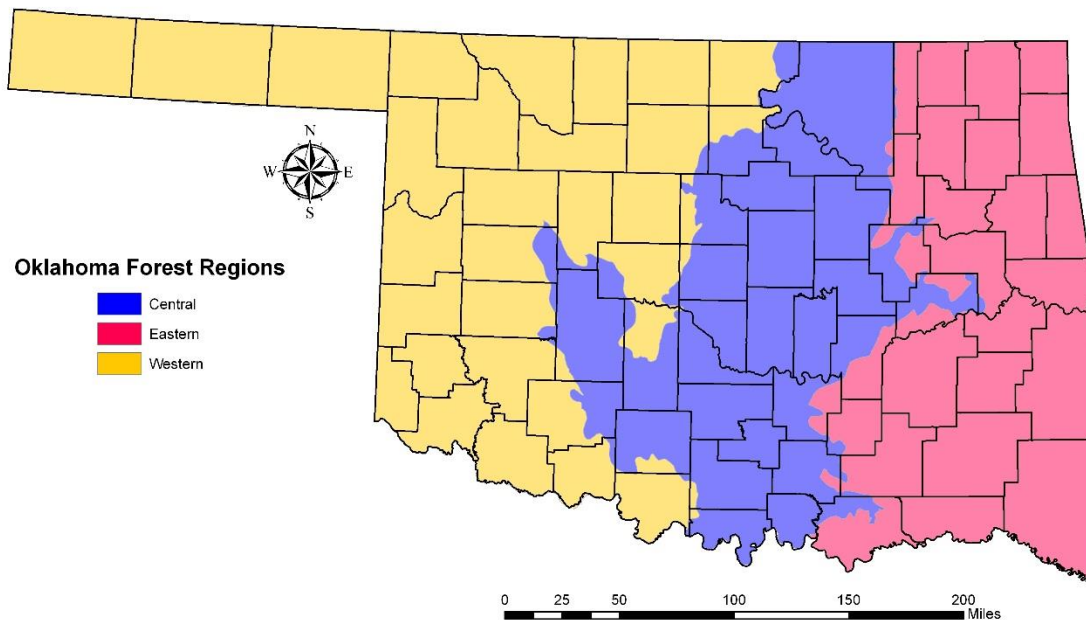 N
W E
S
Oklahoma Forest Regions
Central
Eastern
Western
0 25 50 100 150 200
Miles